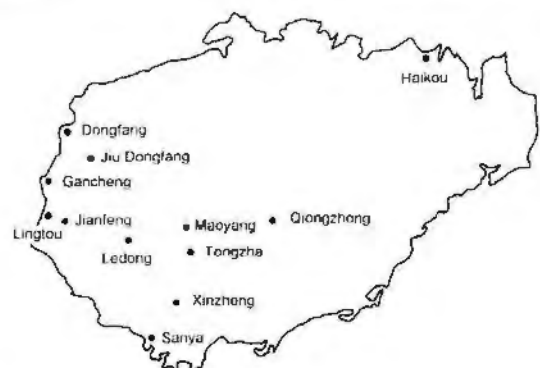 Haikou
Dongfang
Jiu Dongfang
Gancheng
Lingtou
Jianfeng
Maoyang
Qiongzhong
Ledong
Tongzha
Xinzheng
Sanya